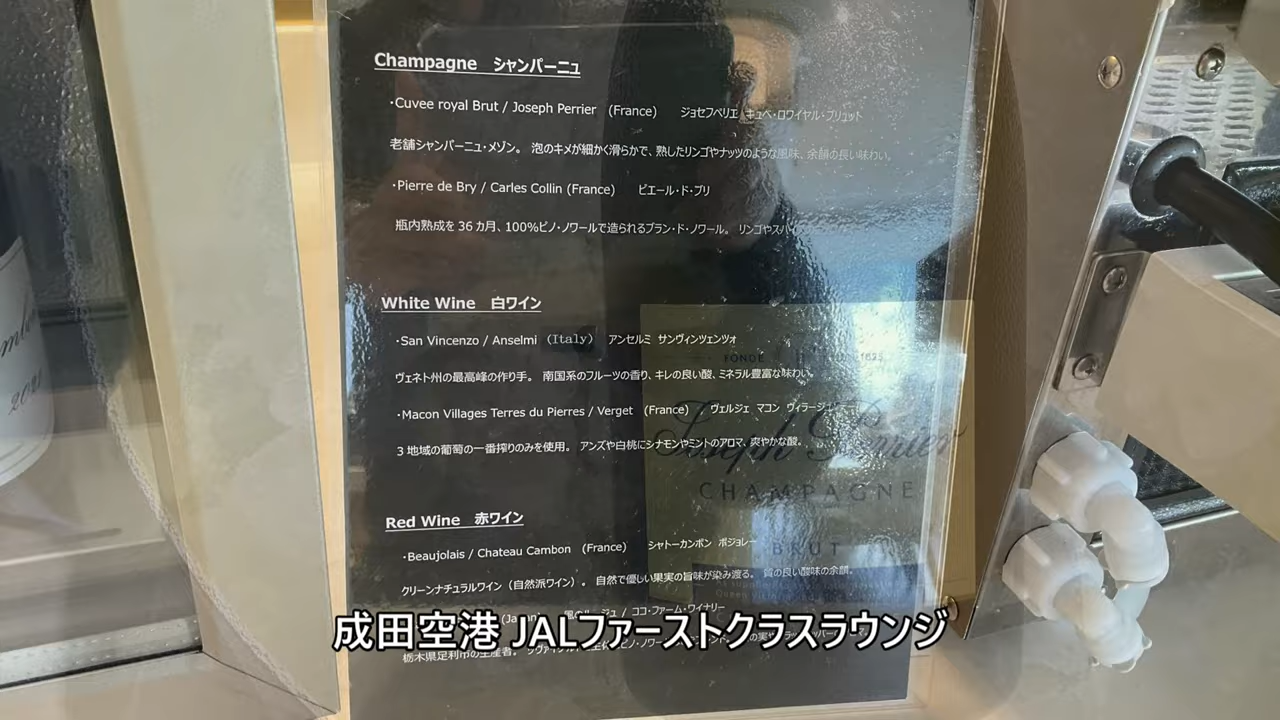 Champagne シャンパーニュ
・Cuvee royal Brut / Joseph Perrier (France) ジョセフペリエ キュベ・ロワイヤル・ブリュット
老舗シャンパーニュ・メゾン。 泡のキメが細かく滑らかで、熟したリンゴやナッツのような風味、余韻の長い味わい。
・Pierre de Bry / Carles Collin (France) ピエール・ド・ブリ
瓶内熟成を 36 カ月、100%ピノ・ノワールで造られるブラン・ド・ノワール。 リンゴやスパイス
White Wine 白ワイン
・San Vincenzo / Anselmi (Italy) アンセルミ サンヴィンツェンツォ
ヴェネト州の最高峰の作り手。 南国系のフルーツの香り、キレの良い酸、ミネラル豊富な味わい。
・Macon Villages Terres du Pierres / Verget (France) ヴェルジェ マコン ヴィラージュ
3 地域の葡萄の一番搾りのみを使用。 アンズや白桃にシナモンやミントのアロマ、爽やかな酸。
Joseph Perrier
CHAMPAGNE
BRUT
Red Wine 赤ワイン
・Beaujolais / Chateau Cambon (France) シャトーカンボン ボジョレー
クリーンナチュラルワイン（自然派ワイン）。 自然で優しい果実の旨味が染み渡る。 質の良い酸味の余韻。
(Japan) 風のルージュ / ココ・ファーム・ワイナリー
栃木県足利市の生産者。
成田空港 JALファーストクラスラウンジ
2021